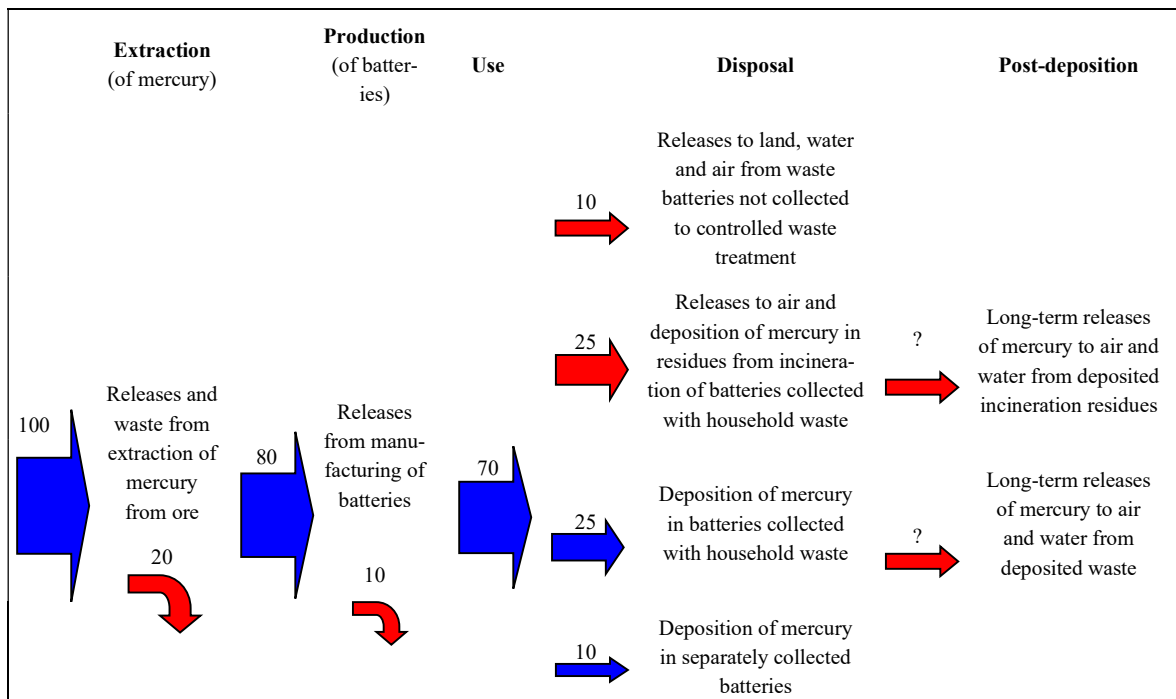 Extraction
(of mercury)
Production
(of batter-
ies)
Use
Disposal
Post-deposition
100
Releases and
waste from
extraction of
mercury
from ore
20
80
Releases
from manu-
facturing of
batteries
10
70
10
Releases to land, water
and air from waste
batteries not collected
to controlled waste
treatment
25
Releases to air and
deposition of mercury in
residues from incinera-
tion of batteries collected
with household waste
?
Long-term releases
of mercury to air and
water from deposited
incineration residues
25
Deposition of mercury
in batteries collected
with household waste
?
Long-term releases
of mercury to air
and water from
deposited waste
10
Deposition of mercury
in separately collected
batteries